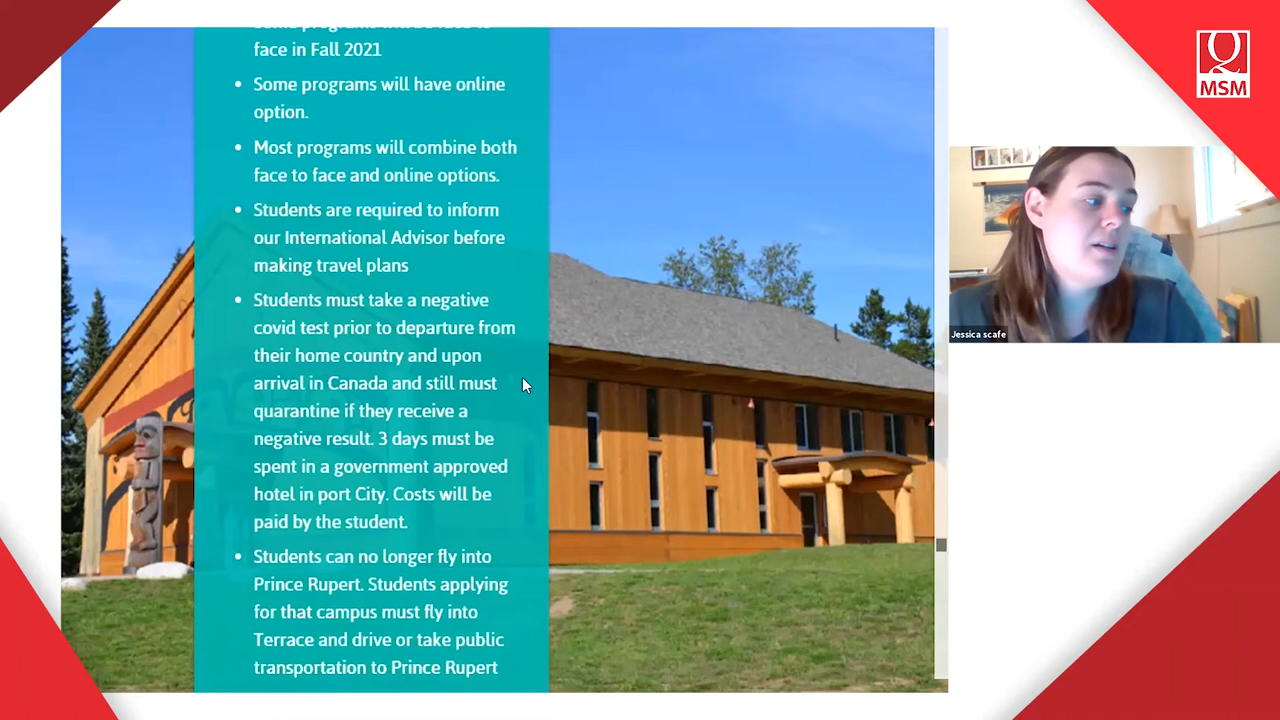 face in Fall 2021
• Some programs will have online
option.
• Most programs will combine both
face to face and online options.
• Students are required to inform
our International Advisor before
making travel plans
• Students must take a negative
covid test prior to departure from
their home country and upon
arrival in Canada and still must
quarantine if they receive a
negative result. 3 days must be
spent in a government approved
hotel in port City. Costs will be
paid by the student.
• Students can no longer fly into
Prince Rupert. Students applying
for that campus must fly into
Terrace and drive or take public
transportation to Prince Rupert
MSM
Jessica scafe